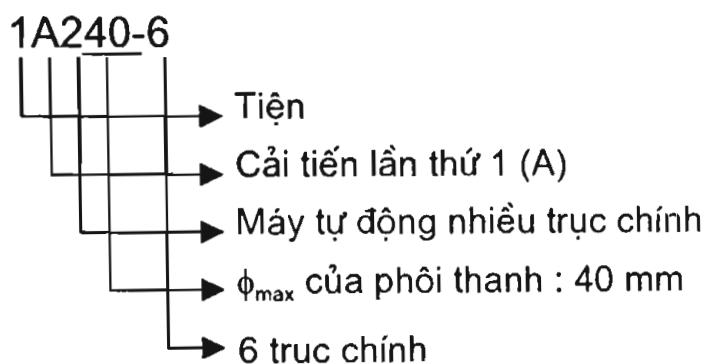 1A240-6
Tiện
Cải tiến lần thứ 1 (A)
Máy tự động nhiều trục chính
ϕmax của phôi thanh : 40 mm
6 trục chính